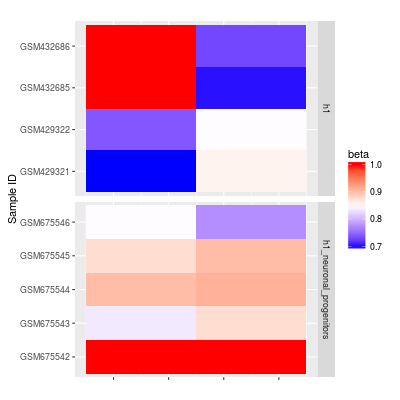 GSM432686
GSM432685
GSM429322
GSM429321
h1
GSM675546
GSM675545
GSM675544
GSM675543
GSM675542
h1_neuronal_progenitors
Sample ID
beta
1.0
0.9
0.8
0.7